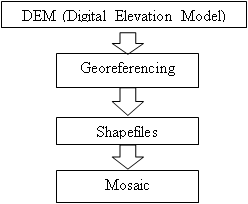 DEM (Digital Elevation Model)
Georeferencing
Shapefiles
Mosaic